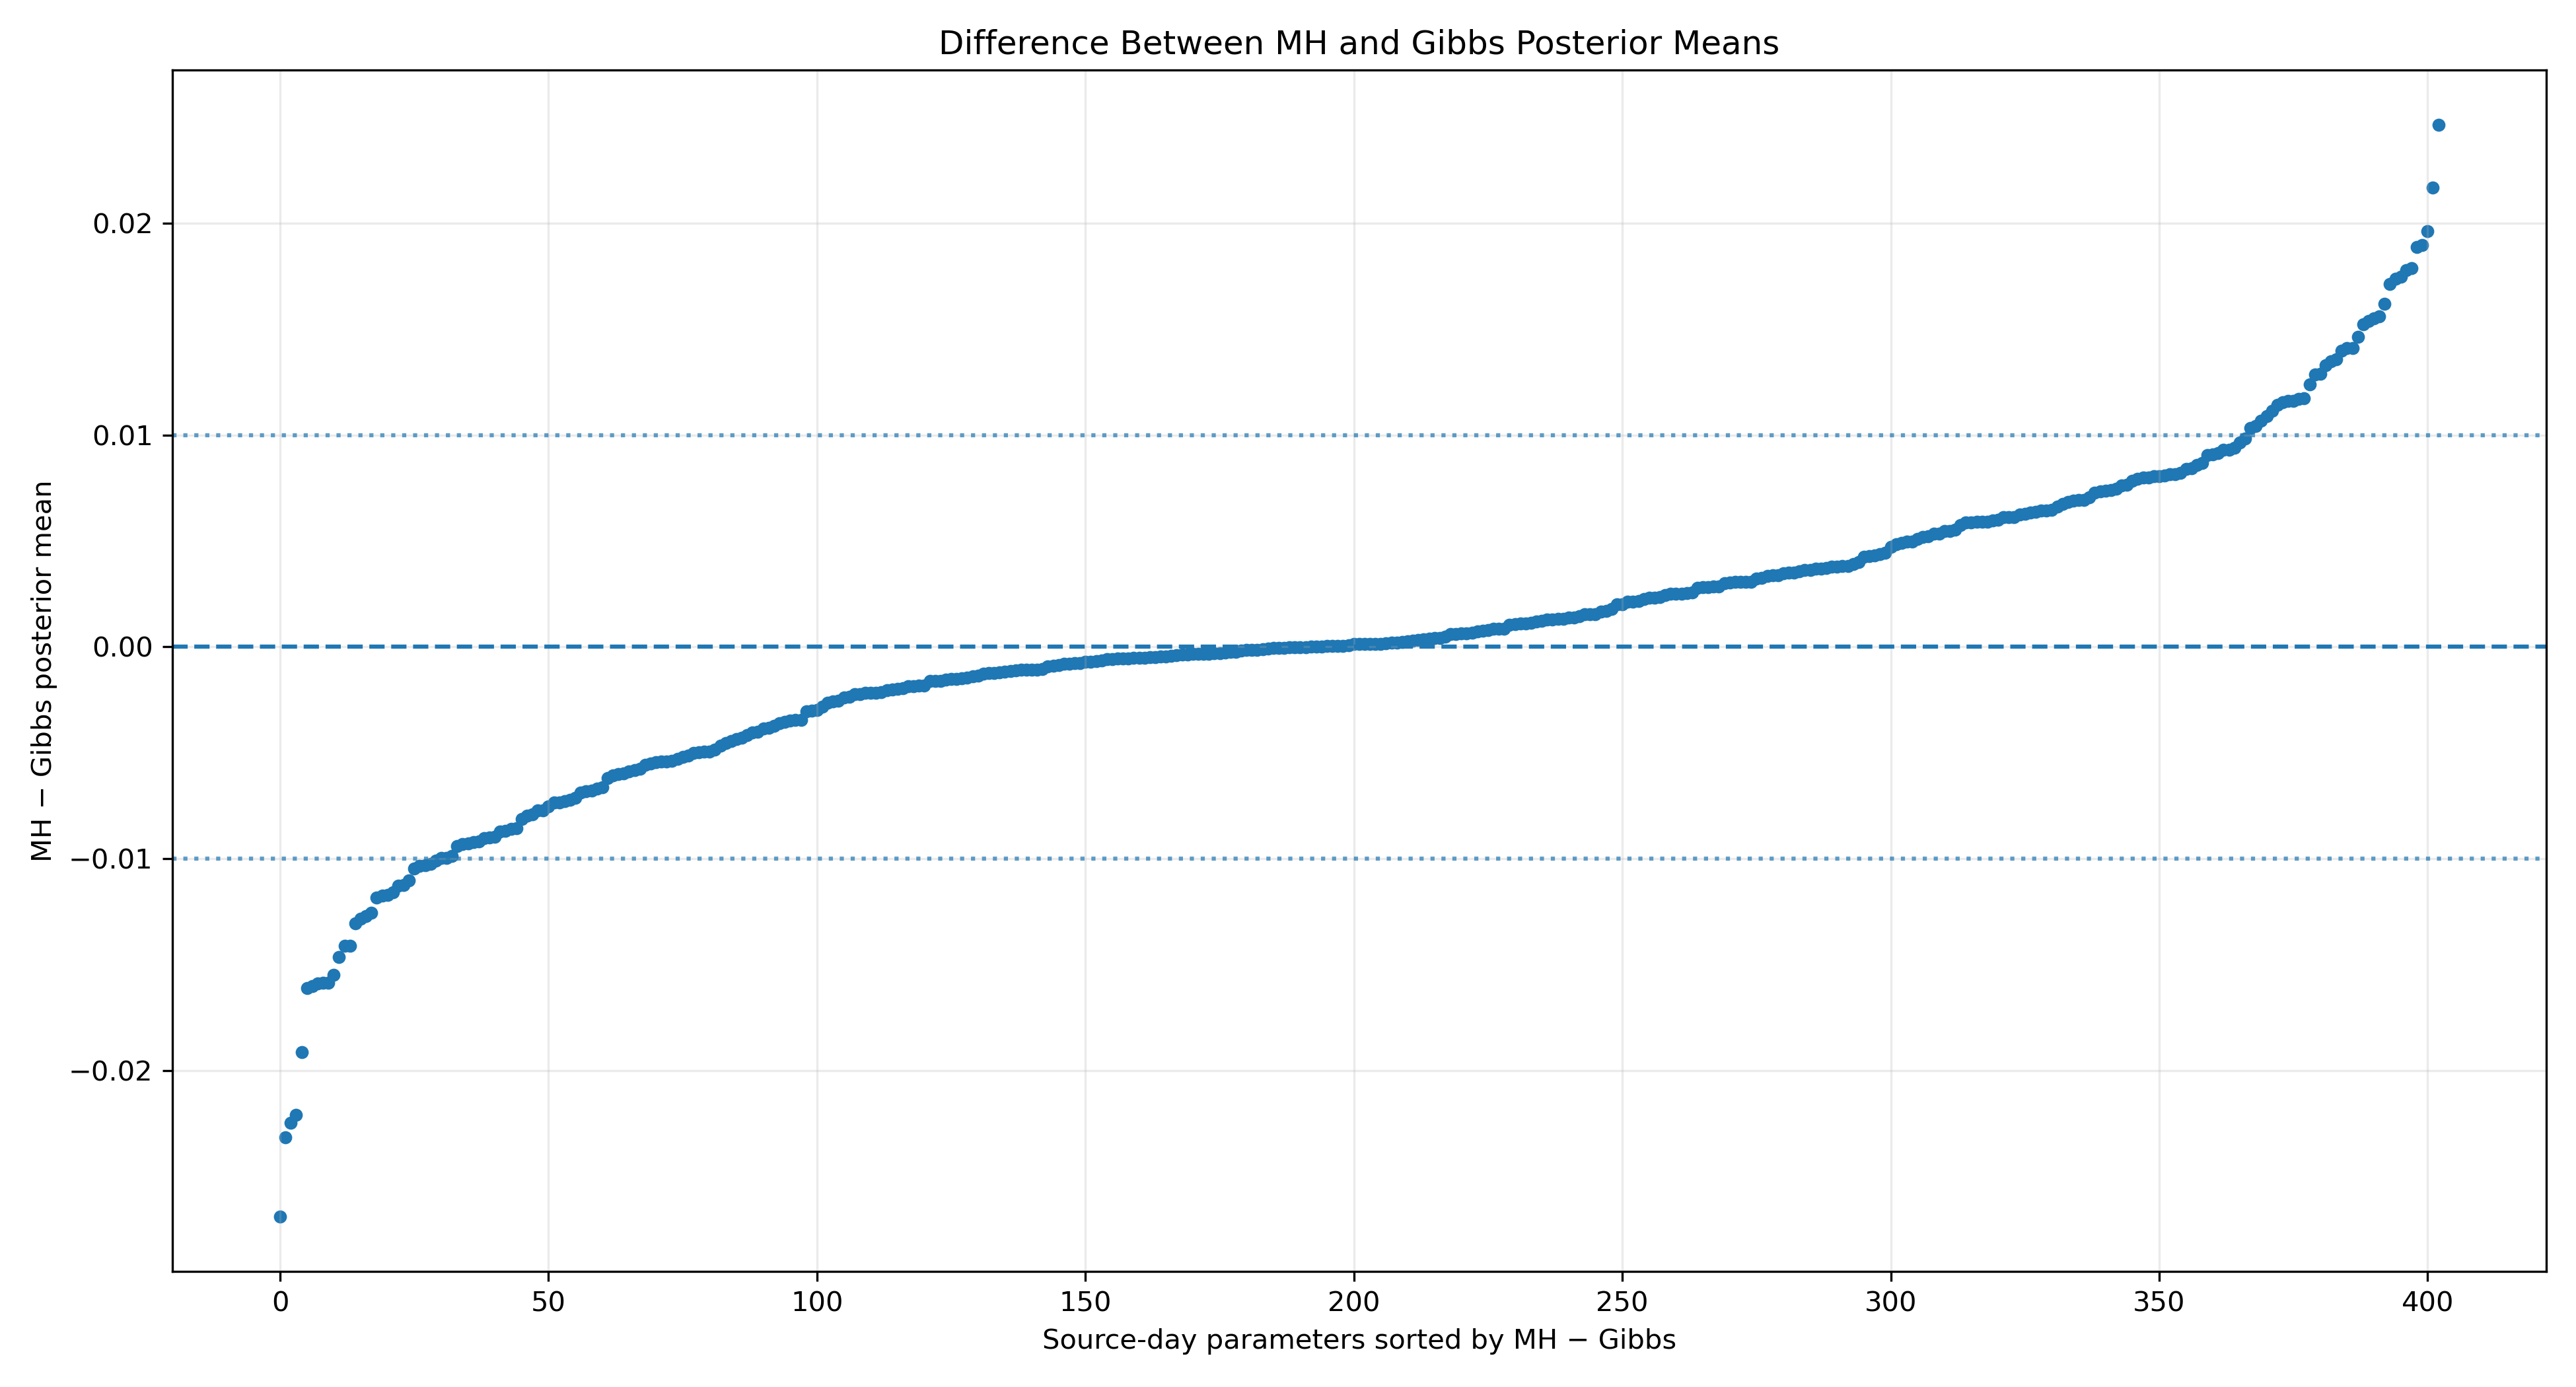 Difference Between MH and Gibbs Posterior Means
MH − Gibbs posterior mean
0.02
0.01
0.00
−0.01
−0.02
0 50 100 150 200 250 300 350 400
Source-day parameters sorted by MH − Gibbs